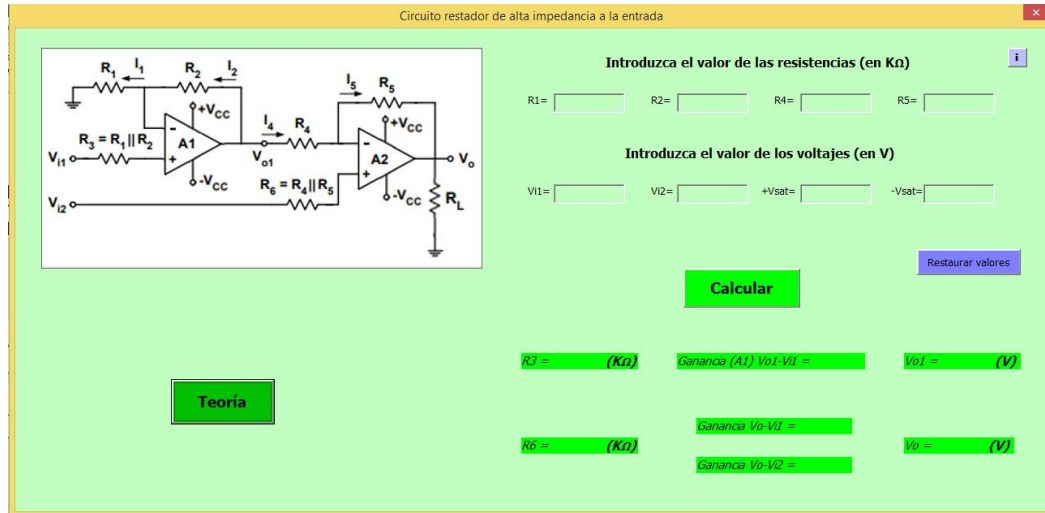 Circuito restador de alta impedancia a la entrada
x
R1 I1 I2 R2
+VCC
R3 = R1 || R2
Vi1
-
A1
+
-VCC
I4 R4
Vo1
I5 R5
+VCC
-
A2
+
-VCC
Vo
R6 = R4 || R5
Vi2
RL
Introduzca el valor de las resistencias (en KΩ)
i
R1= R2= R4= R5=
Introduzca el valor de los voltajes (en V)
Vi1= Vi2= +Vsat= -Vsat=
Restaurar valores
Calcular
Teoría
R3 = (KΩ) Ganancia (A1) Vo1-Vi1 = Vo1 = (V)
Ganancia Vo-Vi1 =
R6 = (KΩ) Vo = (V)
Ganancia Vo-Vi2 =